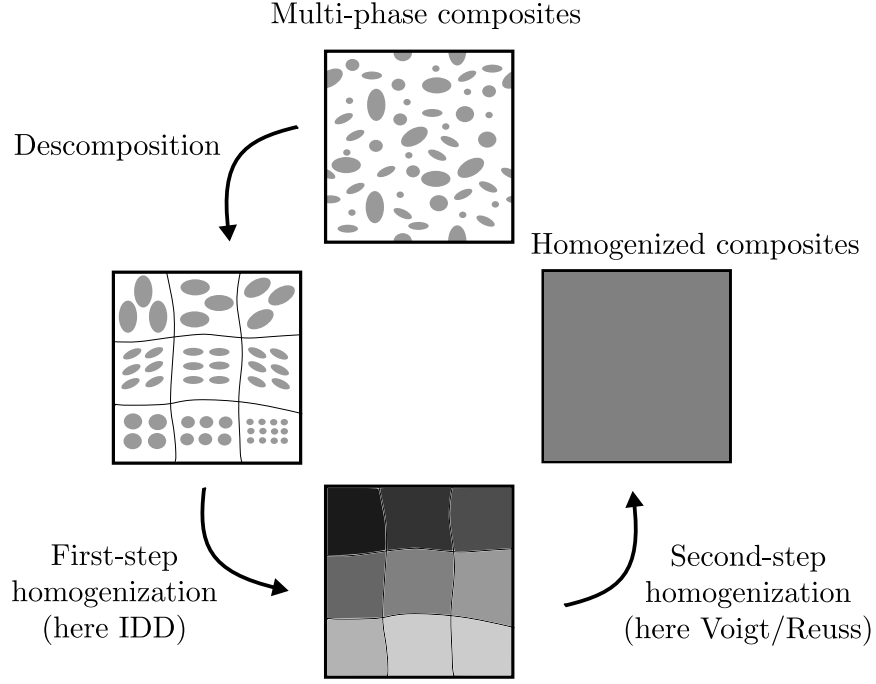 Multi-phase composites
Descomposition
Homogenized composites
First-step
homogenization
(here IDD)
Second-step
homogenization
(here Voigt/Reuss)